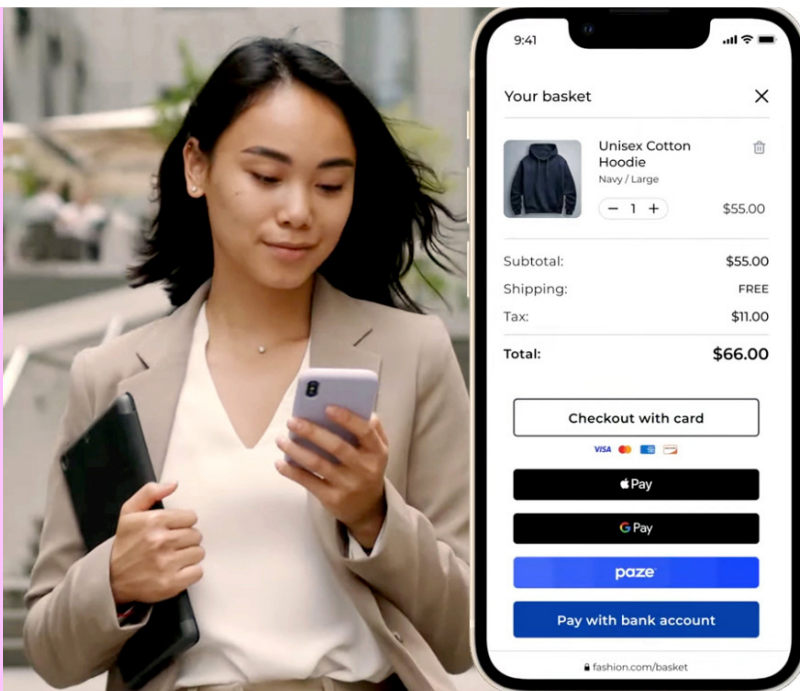 9:41
Your basket
Unisex Cotton
Hoodie
Navy / Large
1
$55.00
Subtotal: $55.00
Shipping: FREE
Tax: $11.00
Total: $66.00
Checkout with card
VISA
Pay
G Pay
paze
Pay with bank account
fashion.com/basket